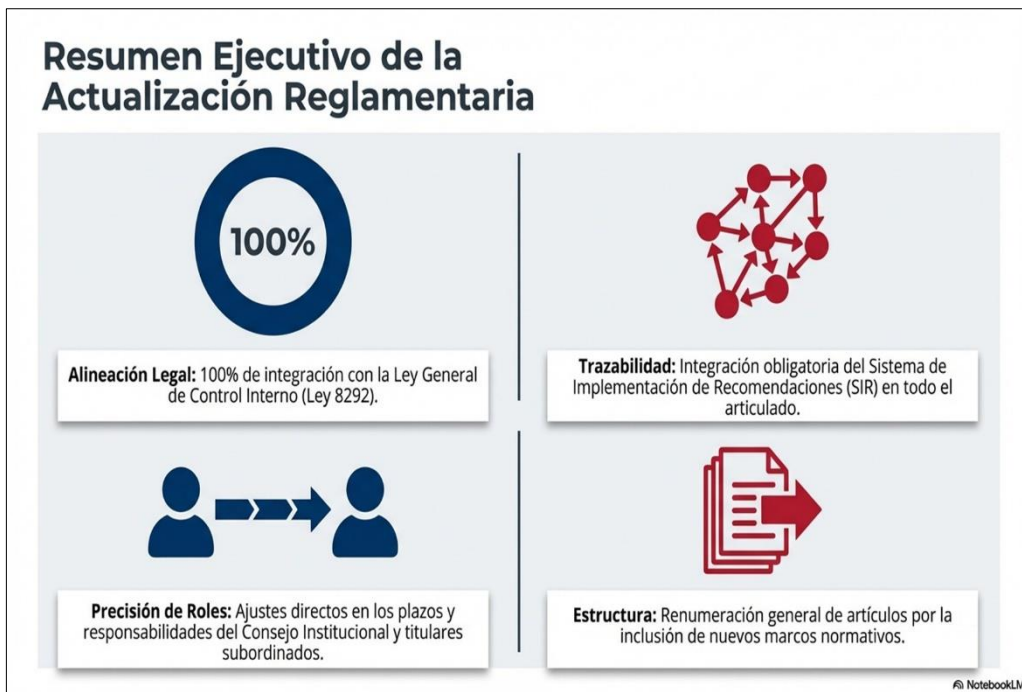 Resumen Ejecutivo de la
Actualización Reglamentaria
100%
Alineación Legal: 100% de integración con la Ley General
de Control Interno (Ley 8292).
Trazabilidad: Integración obligatoria del Sistema de
Implementación de Recomendaciones (SIR) en todo el
articulado.
Precisión de Roles: Ajustes directos en los plazos y
responsabilidades del Consejo Institucional y titulares
subordinados.
Estructura: Renumeración general de artículos por la
inclusión de nuevos marcos normativos.
NotebookLM